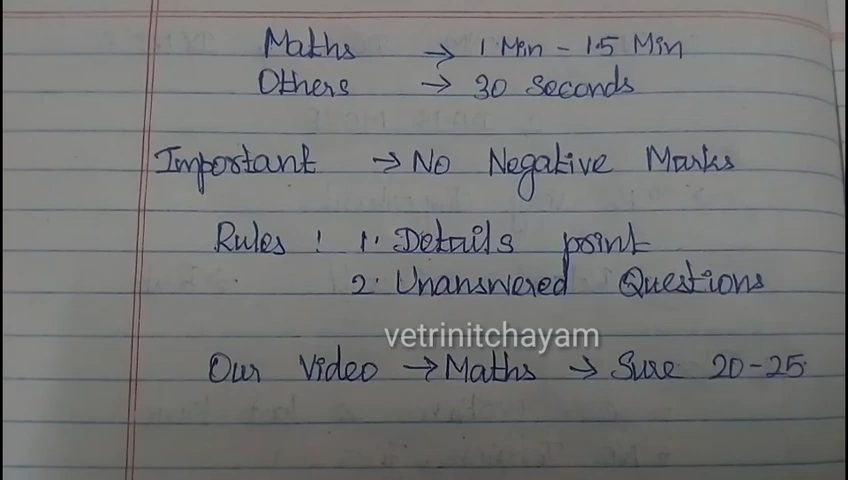 Maths → 1 Min - 1.5 Min
Others → 30 Seconds
Important → No Negative Marks
Rules : 1. Details point
2. Unanswered Questions
vetrinitchayam
Our Video → Maths → Sure 20-25